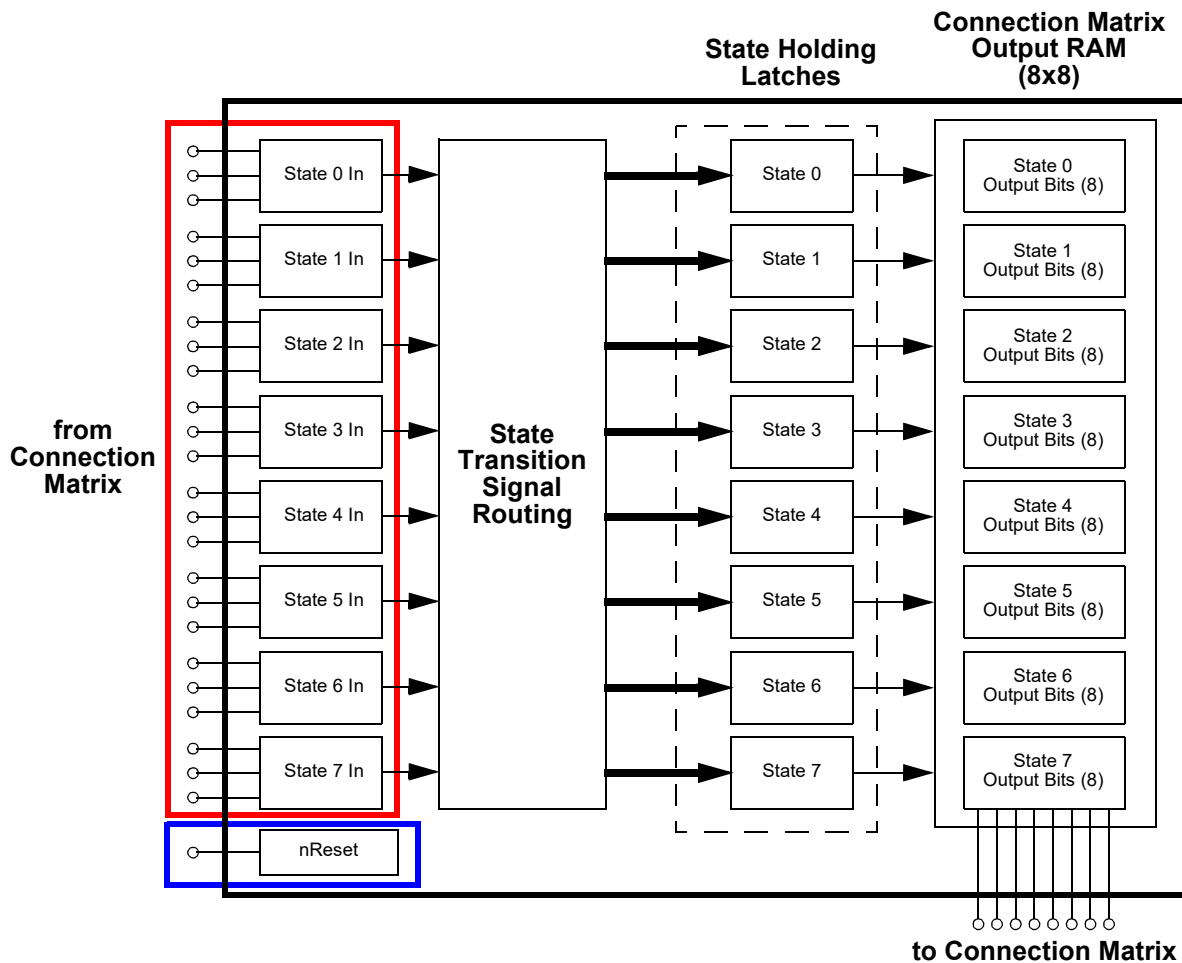 Connection Matrix
Output RAM
(8x8)
State Holding
Latches
from
Connection
Matrix
State 0 In
State 1 In
State 2 In
State 3 In
State 4 In
State 5 In
State 6 In
State 7 In
nReset
State
Transition
Signal
Routing
State 0
State 1
State 2
State 3
State 4
State 5
State 6
State 7
State 0
Output Bits (8)
State 1
Output Bits (8)
State 2
Output Bits (8)
State 3
Output Bits (8)
State 4
Output Bits (8)
State 5
Output Bits (8)
State 6
Output Bits (8)
State 7
Output Bits (8)
to Connection Matrix